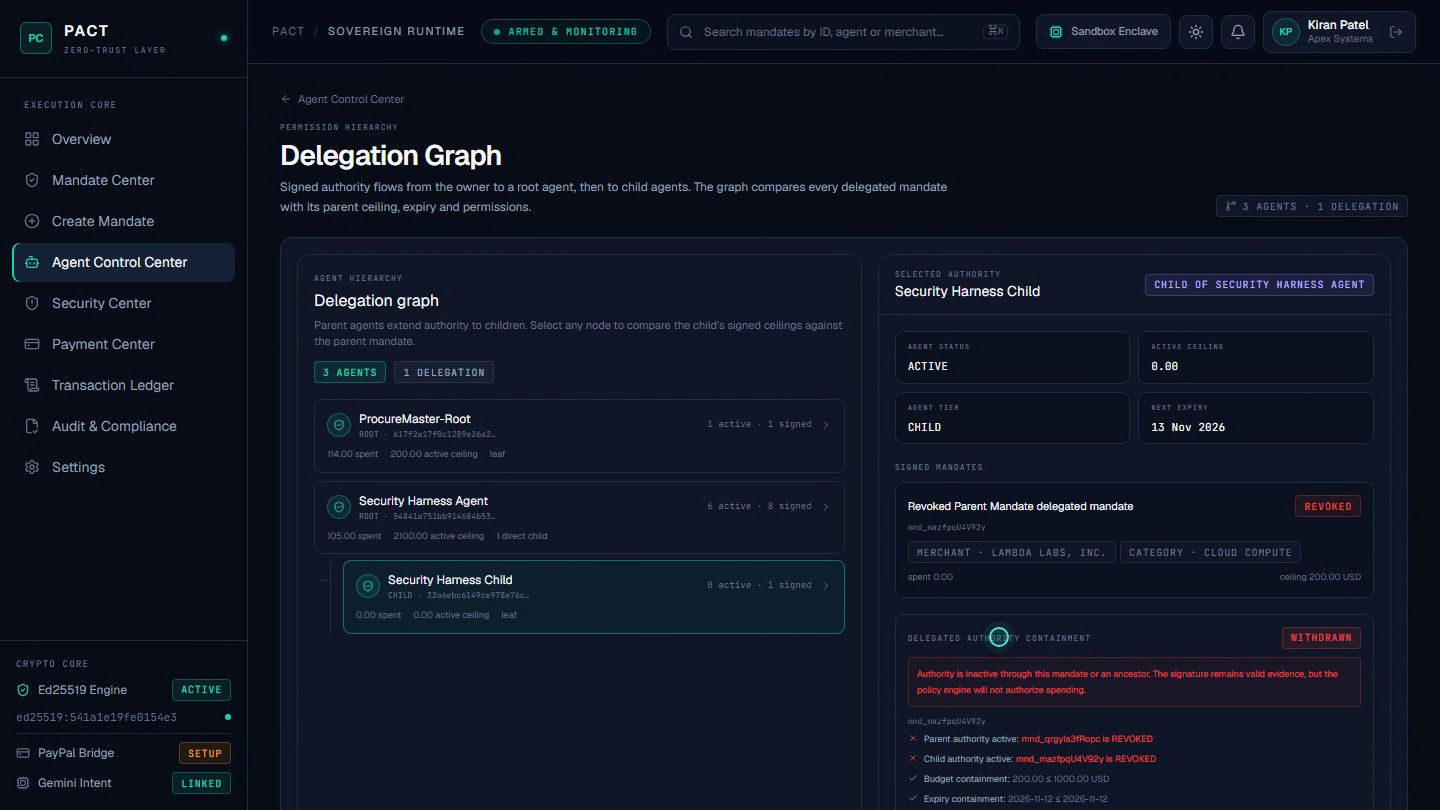 PC
PACT
ZERO-TRUST LAYER
EXECUTION CORE
Overview
Mandate Center
Create Mandate
Agent Control Center
Security Center
Payment Center
Transaction Ledger
Audit & Compliance
Settings
CRYPTO CORE
Ed25519 Engine
ACTIVE
ed25519:541a1e19fe0154e3
PayPal Bridge
SETUP
Gemini Intent
LINKED
PACT / SOVEREIGN RUNTIME
ARMED & MONITORING
Search mandates by ID, agent or merchant...
⌘K
Sandbox Enclave
KP
Kiran Patel
Apex Systems
← Agent Control Center
PERMISSION HIERARCHY
Delegation Graph
Signed authority flows from the owner to a root agent, then to child agents. The graph compares every delegated mandate
with its parent ceiling, expiry and permissions.
3 AGENTS · 1 DELEGATION
AGENT HIERARCHY
Delegation graph
Parent agents extend authority to children. Select any node to compare the child's signed ceilings against
the parent mandate.
3 AGENTS
1 DELEGATION
ProcureMaster-Root
ROOT · 617f2a17f0c1289e26a2…
1 active · 1 signed
114.00 spent 200.00 active ceiling leaf
Security Harness Agent
ROOT · 54841a751bb914684b53…
6 active · 8 signed
105.00 spent 2100.00 active ceiling 1 direct child
Security Harness Child
CHILD · 32a6ebc6149ce978e76c…
0 active · 1 signed
0.00 spent 0.00 active ceiling leaf
SELECTED AUTHORITY
Security Harness Child
CHILD OF SECURITY HARNESS AGENT
AGENT STATUS
ACTIVE
ACTIVE CEILING
0.00
AGENT TIER
CHILD
NEXT EXPIRY
13 Nov 2026
SIGNED MANDATES
Revoked Parent Mandate delegated mandate
REVOKED
mnd_mazfpqU4V92y
MERCHANT · LAMBDA LABS, INC.
CATEGORY · CLOUD COMPUTE
spent 0.00
ceiling 200.00 USD
DELEGATED AUTHORITY CONTAINMENT
WITHDRAWN
Authority is inactive through this mandate or an ancestor. The signature remains valid evidence, but the
policy engine will not authorize spending.
mnd_mazfpqU4V92y
Parent authority active: mnd_qrgyla3fRopc is REVOKED
Child authority active: mnd_mazfpqU4V92y is REVOKED
Budget containment: 200.00 ≤ 1000.00 USD
Expiry containment: 2026-11-12 ≤ 2026-11-12